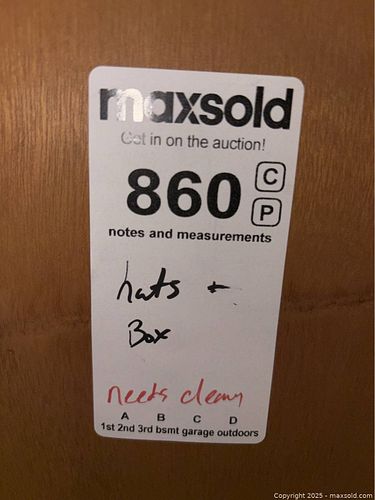 maxsold
Get in on the auction!
860
C
P
notes and measurements
hats +
Box
needs cleany
A B C D
1st 2nd 3rd bsmt garage outdoors
Copyright 2025 - maxsold.com